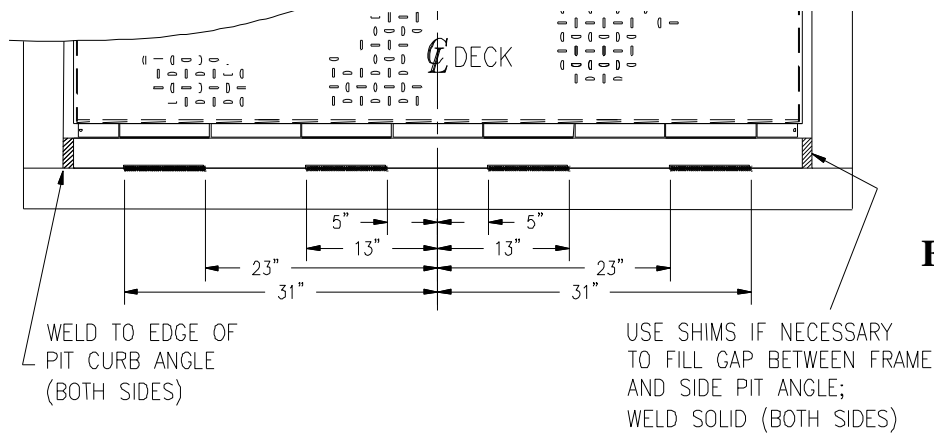 ℄ DECK
5" 5"
13" 13"
23" 23"
31" 31"
WELD TO EDGE OF
PIT CURB ANGLE
(BOTH SIDES)
USE SHIMS IF NECESSARY
TO FILL GAP BETWEEN FRAME
AND SIDE PIT ANGLE;
WELD SOLID (BOTH SIDES)